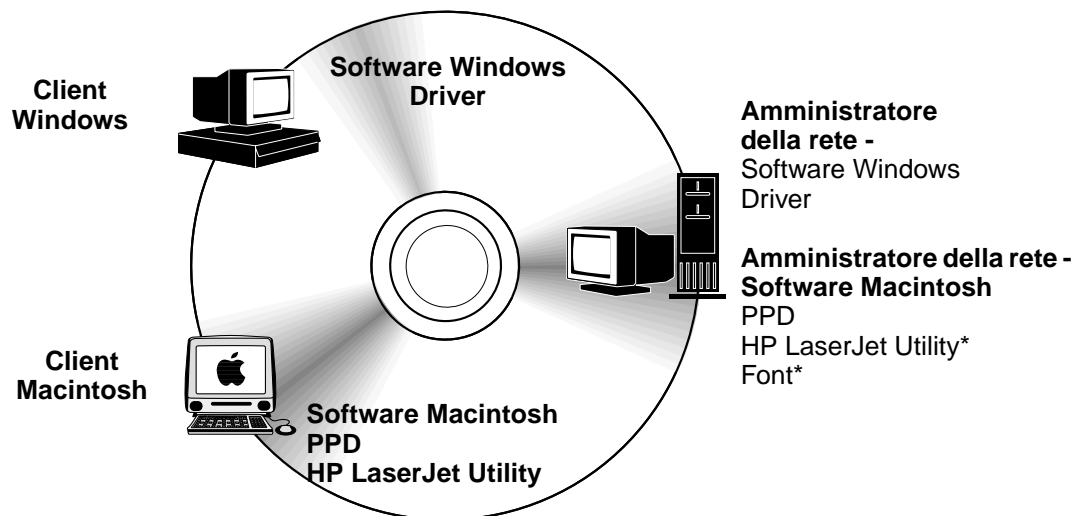 Client
Windows
Software Windows
Driver
Amministratore
della rete -
Software Windows
Driver
Amministratore della rete -
Software Macintosh
PPD
HP LaserJet Utility*
Font*
Client
Macintosh
Software Macintosh
PPD
HP LaserJet Utility